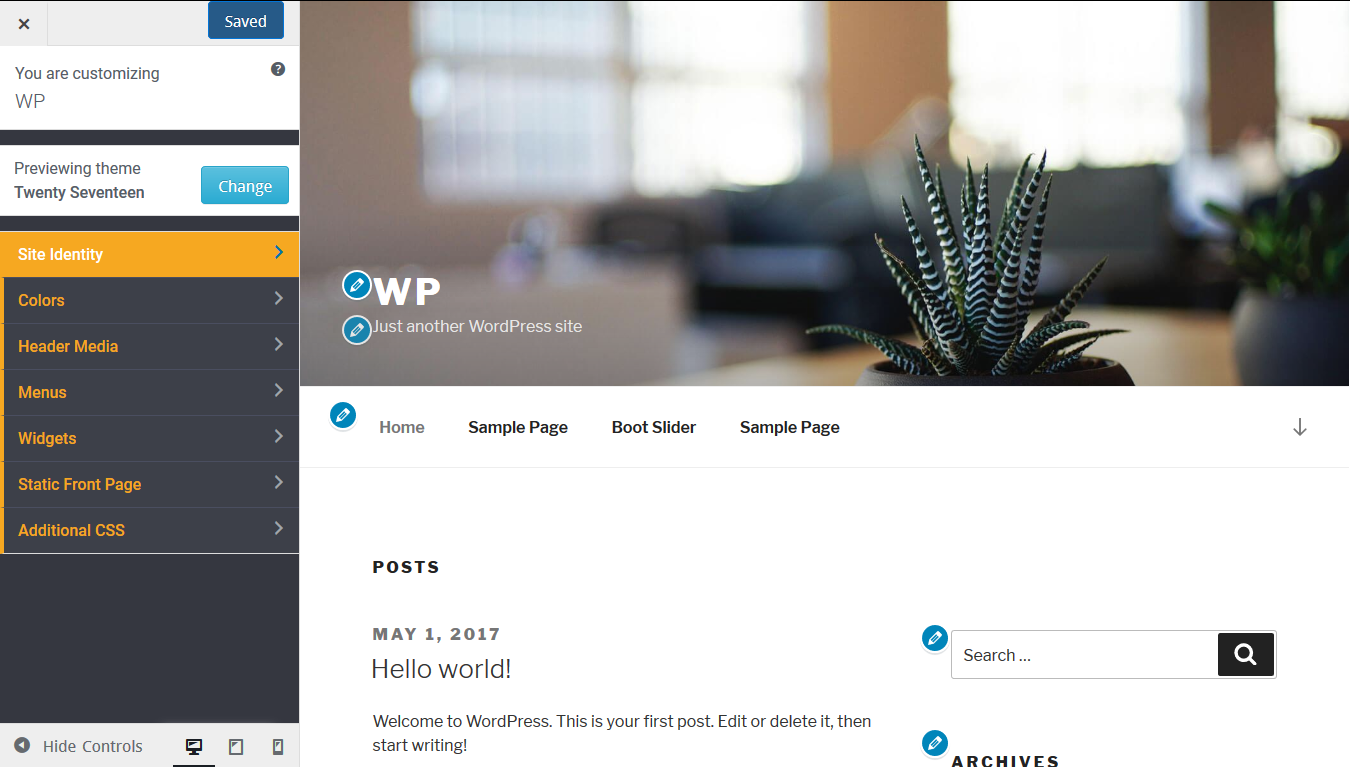 Saved
You are customizing
WP
Previewing theme
Twenty Seventeen
Change
Site Identity
Colors
Header Media
Menus
Widgets
Static Front Page
Additional CSS
Hide Controls
WP
Just another WordPress site
Home Sample Page Boot Slider Sample Page
POSTS
MAY 1, 2017
Hello world!
Welcome to WordPress. This is your first post. Edit or delete it, then
start writing!
Search ...
ARCHIVES